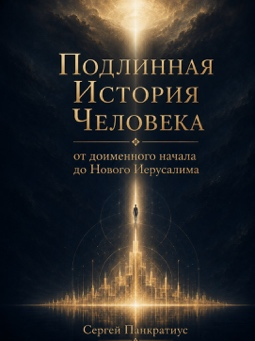 Подлинная
История
Человека
от доименного начала
до Нового Иерусалима
Сергей Панкратиус